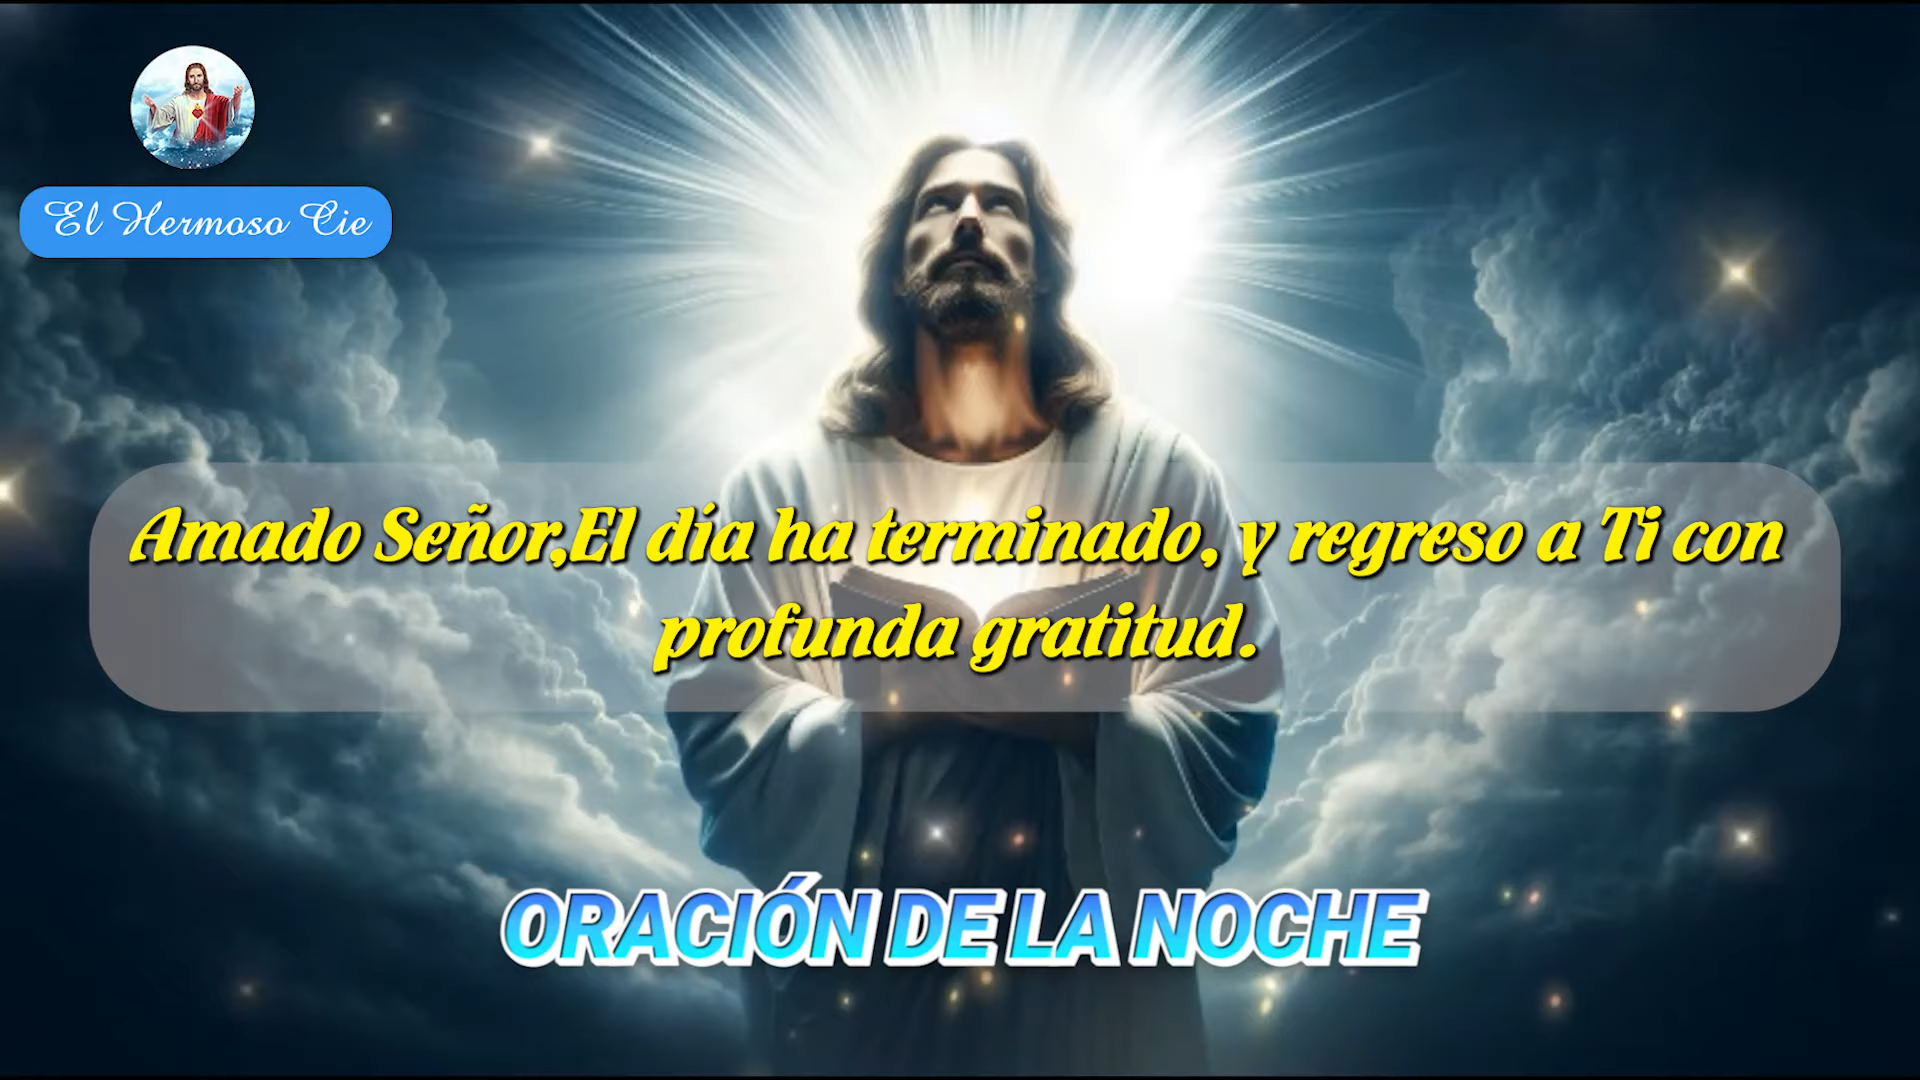 El Hermoso Cie
Amado Señor,El día ha terminado, y regreso a Ti con
profunda gratitud.
ORACIÓN DE LA NOCHE